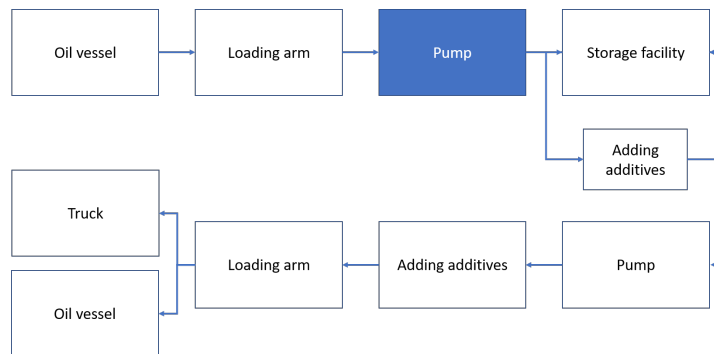 Oil vessel
Loading arm
Pump
Storage facility
Adding
additives
Truck
Loading arm
Adding additives
Pump
Oil vessel